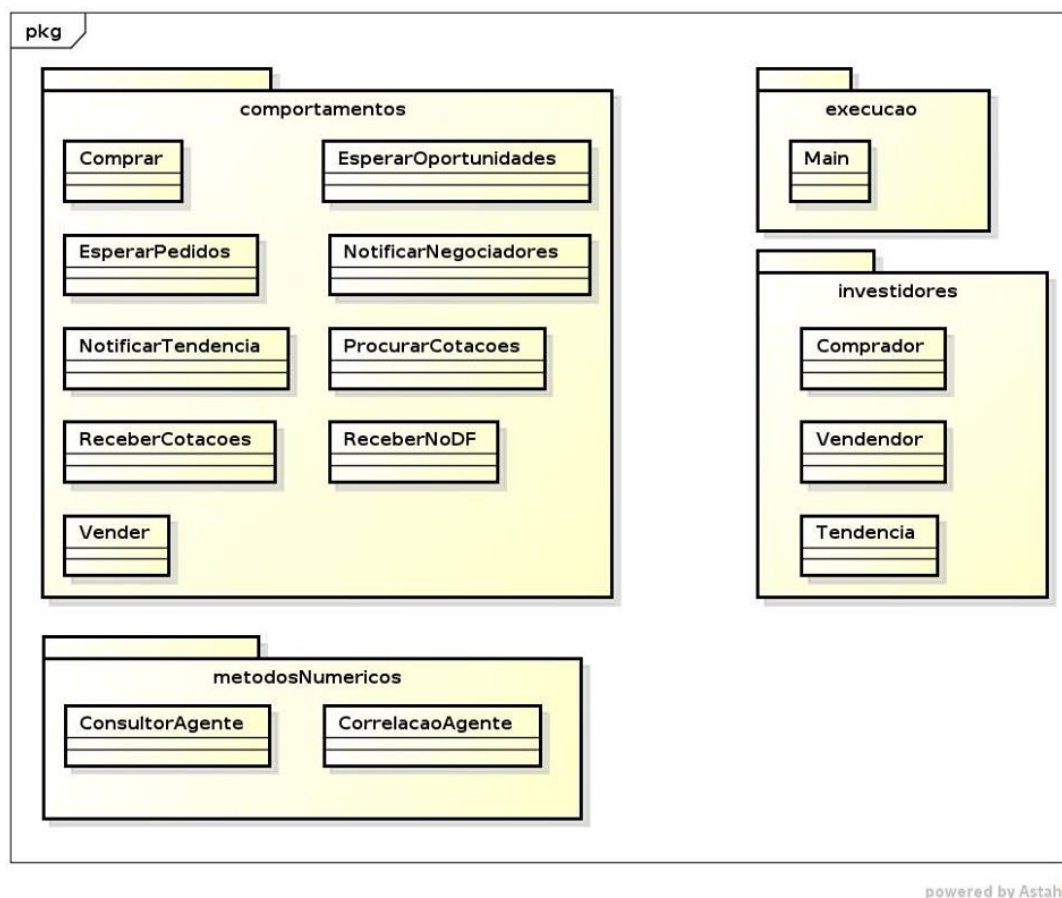 pkg
comportamentos
Comprar
EsperarOportunidades
EsperarPedidos
NotificarNegociadores
NotificarTendencia
ProcurarCotacoes
ReceberCotacoes
ReceberNoDF
Vender
execucao
Main
investidores
Comprador
Vendendor
Tendencia
metodosNumericos
ConsultorAgente
CorrelacaoAgente
powered by Astah